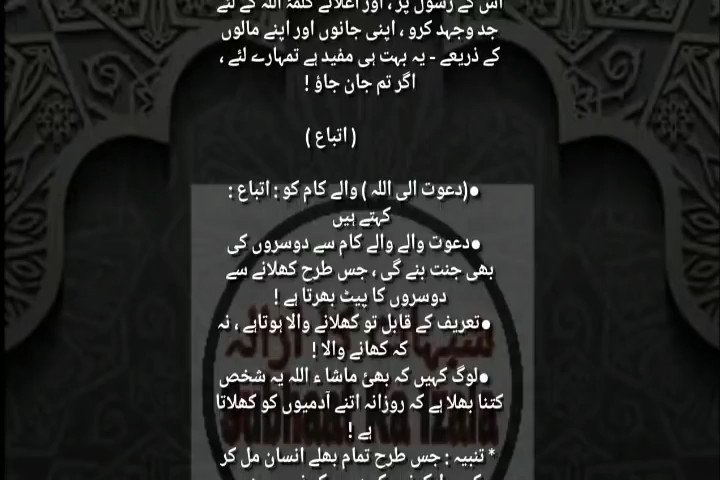 اس کے رسول پر ، اور اعلائے کلمۃ اللہ کے لئے
جد وجہد کرو ، اپنی جانوں اور اپنے مالوں
کے ذریعے - یہ بہت ہی مفید ہے تمہارے لئے ،
اگر تم جان جاؤ !
( اتباع )
●(دعوت الی اللہ ) والے کام کو : اتباع :
کہتے ہیں
●دعوت والے والے کام سے دوسروں کی
بھی جنت بنے گی ، جس طرح کھلانے سے
دوسروں کا پیٹ بھرتا ہے !
●تعریف کے قابل تو کھلانے والا ہوتاہے ، نہ
کہ کھانے والا !
●لوگ کہیں کہ بھئ ماشا ء اللہ یہ شخص
کتنا بھلا ہے کہ روزانہ اتنے آدمیوں کو کھلاتا
ہے !
* تنبیہ : جس طرح تمام بھلے انسان مل کر